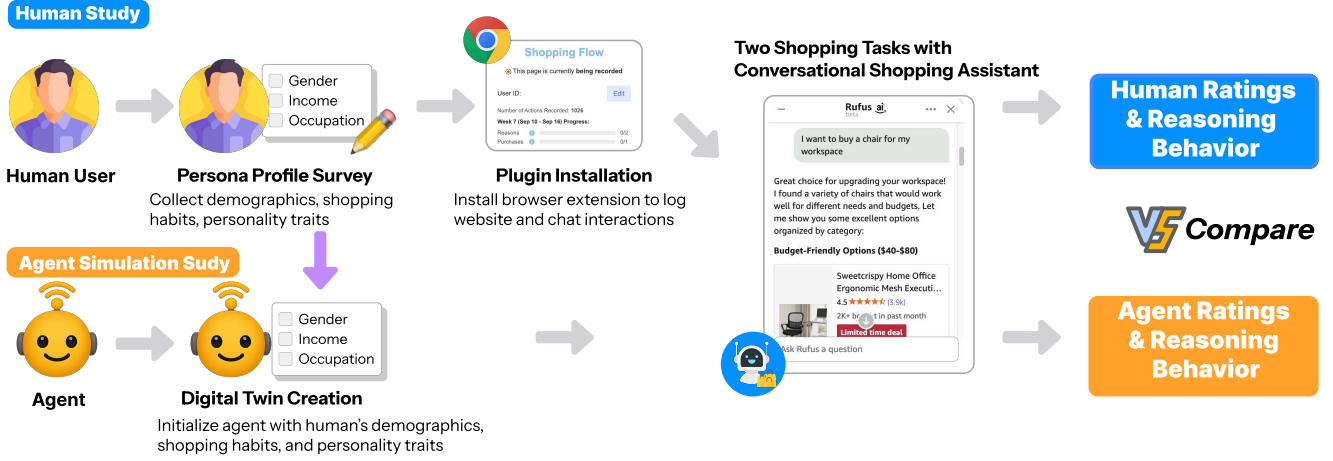 Human Study
Human User
Gender
Income
Occupation
Persona Profile Survey
Collect demographics, shopping
habits, personality traits
Shopping Flow
This page is currently being recorded
User ID:
Edit
Number of Actions Recorded: 1026
Week 7 (Sep 10 - Sep 16) Progress:
Reasons
0/2
Purchases
0/1
Plugin Installation
Install browser extension to log
website and chat interactions
Two Shopping Tasks with
Conversational Shopping Assistant
Rufus ai
beta
I want to buy a chair for my
workspace
Great choice for upgrading your workspace!
I found a variety of chairs that would work
well for different needs and budgets. Let
me show you some excellent options
organized by category:
Budget-Friendly Options ($40-$80)
Sweetcrispy Home Office
Ergonomic Mesh Executi...
4.5 (3.9k)
2K+ in past month
Limited time deal
Ask Rufus a question
Human Ratings
& Reasoning
Behavior
VS Compare
Agent Simulation Sudy
Agent
Gender
Income
Occupation
Digital Twin Creation
Initialize agent with human's demographics,
shopping habits, and personality traits
Agent Ratings
& Reasoning
Behavior